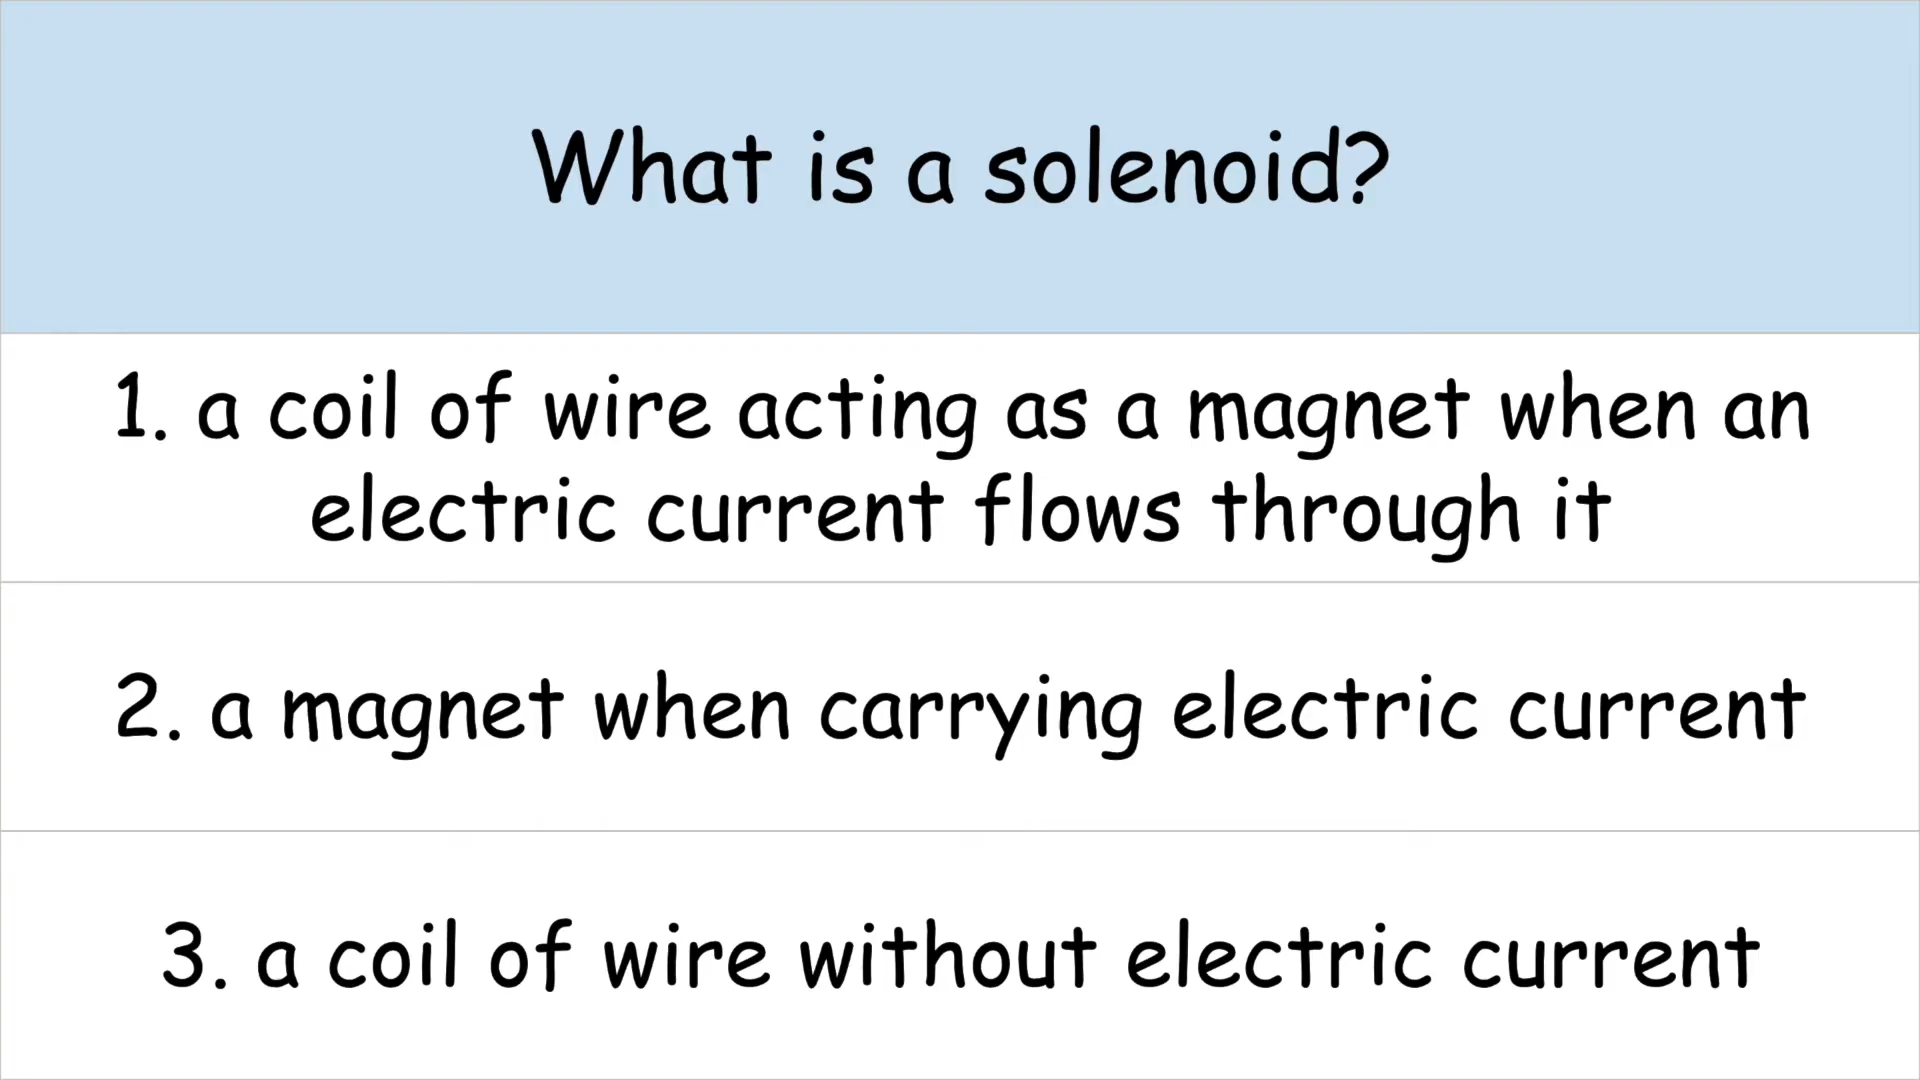 What is a solenoid?
1. a coil of wire acting as a magnet when an
electric current flows through it
2. a magnet when carrying electric current
3. a coil of wire without electric current